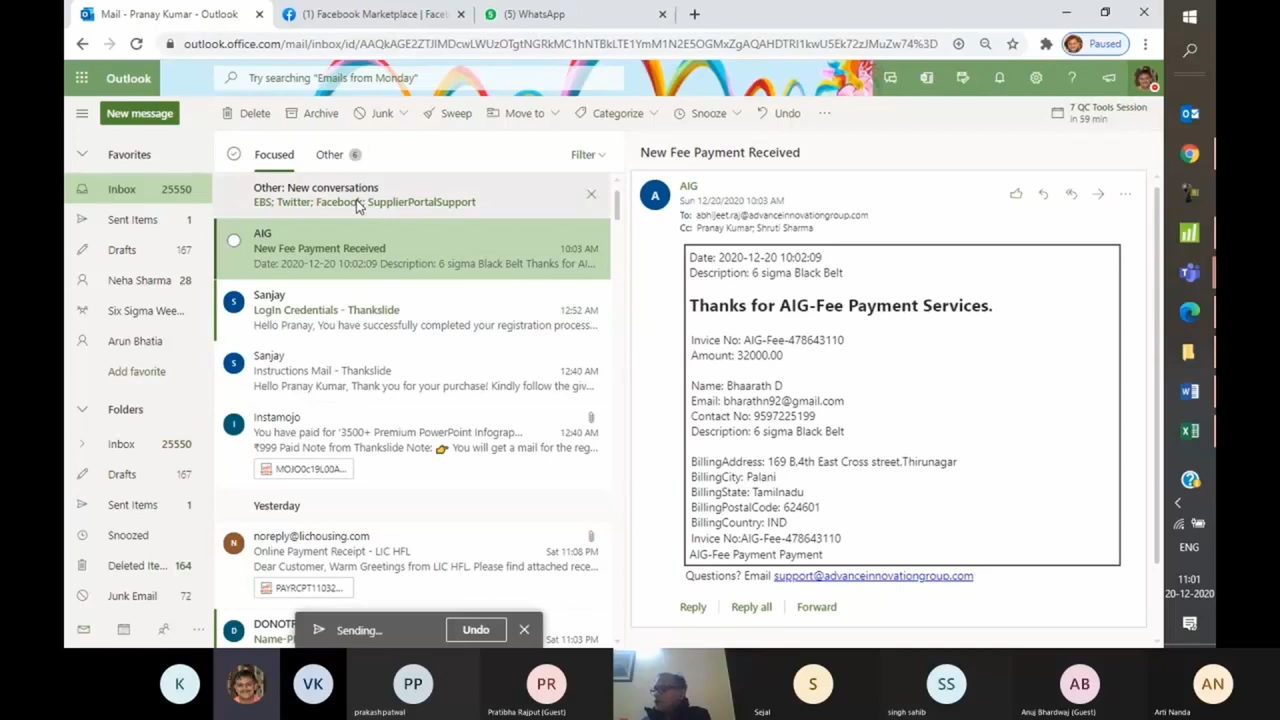 Mail - Pranay Kumar - Outlook
(1) Facebook Marketplace | Faceb
(5) WhatsApp
outlook.office.com/mail/inbox/id/AAQkAGE2ZTJlMDcwLWUzOTgtNGRkMC1hNTBkLTE1YmM1N2E5OGMxZgAQAHDTRI1kwU5Ek72zJMuZw74%3D
Paused
Outlook
Try searching "Emails from Monday"
New message
Delete
Archive
Junk
Sweep
Move to
Categorize
Snooze
Undo
7 QC Tools Session
in 59 min
Favorites
Inbox 25550
Sent Items 1
Drafts 167
Neha Sharma 28
Six Sigma Wee...
Arun Bhatia
Add favorite
Folders
Inbox 25550
Drafts 167
Sent Items 1
Snoozed
Deleted Ite... 164
Junk Email 72
Focused
Other 6
Filter
Other: New conversations
EBS; Twitter; Facebook; SupplierPortalSupport
AIG
New Fee Payment Received 10:03 AM
Date: 2020-12-20 10:02:09 Description: 6 sigma Black Belt Thanks for AI...
S
Sanjay
LogIn Credentials - Thankslide 12:52 AM
Hello Pranay, You have successfully completed your registration process...
S
Sanjay
Instructions Mail - Thankslide 12:40 AM
Hello Pranay Kumar, Thank you for your purchase! Kindly follow the giv...
I
Instamojo
You have paid for '3500+ Premium PowerPoint Infograp... 12:40 AM
₹999 Paid Note from Thankslide Note: 👉 You will get a mail for the reg...
MOJO0c19L00A...
Yesterday
N
noreply@lichousing.com
Online Payment Receipt - LIC HFL Sat 11:08 PM
Dear Customer, Warm Greetings from LIC HFL. Please find attached rece...
PAYRCPT11032...
D
DONOTR
Name-Pl
Sat 11:03 PM
Sending...
Undo
New Fee Payment Received
A
AIG
Sun 12/20/2020 10:03 AM
To: abhijeet.raj@advanceinnovationgroup.com
Cc: Pranay Kumar; Shruti Sharma
Date: 2020-12-20 10:02:09
Description: 6 sigma Black Belt
Thanks for AIG-Fee Payment Services.
Invice No: AIG-Fee-478643110
Amount: 32000.00
Name: Bhaarath D
Email: bharathn92@gmail.com
Contact No: 9597225199
Description: 6 sigma Black Belt
BillingAddress: 169 B,4th East Cross street,Thirunagar
BillingCity: Palani
BillingState: Tamilnadu
BillingPostalCode: 624601
BillingCountry: IND
Invice No:AIG-Fee-478643110
AIG-Fee Payment Payment
Questions? Email support@advanceinnovationgroup.com
Reply
Reply all
Forward
ENG
11:01
20-12-2020
K
VK
PP
prakash patwal
PR
Pratibha Rajput (Guest)
S
Sejal
SS
singh sahib
AB
Anuj Bhardwaj (Guest)
AN
Arti Nanda